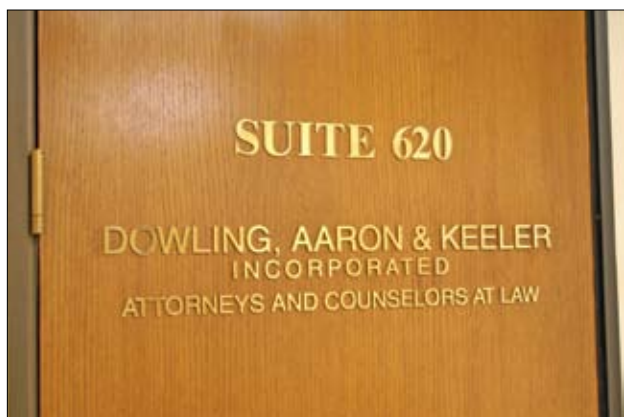 SUITE 620
DOWLING, AARON & KEELER
INCORPORATED
ATTORNEYS AND COUNSELORS AT LAW